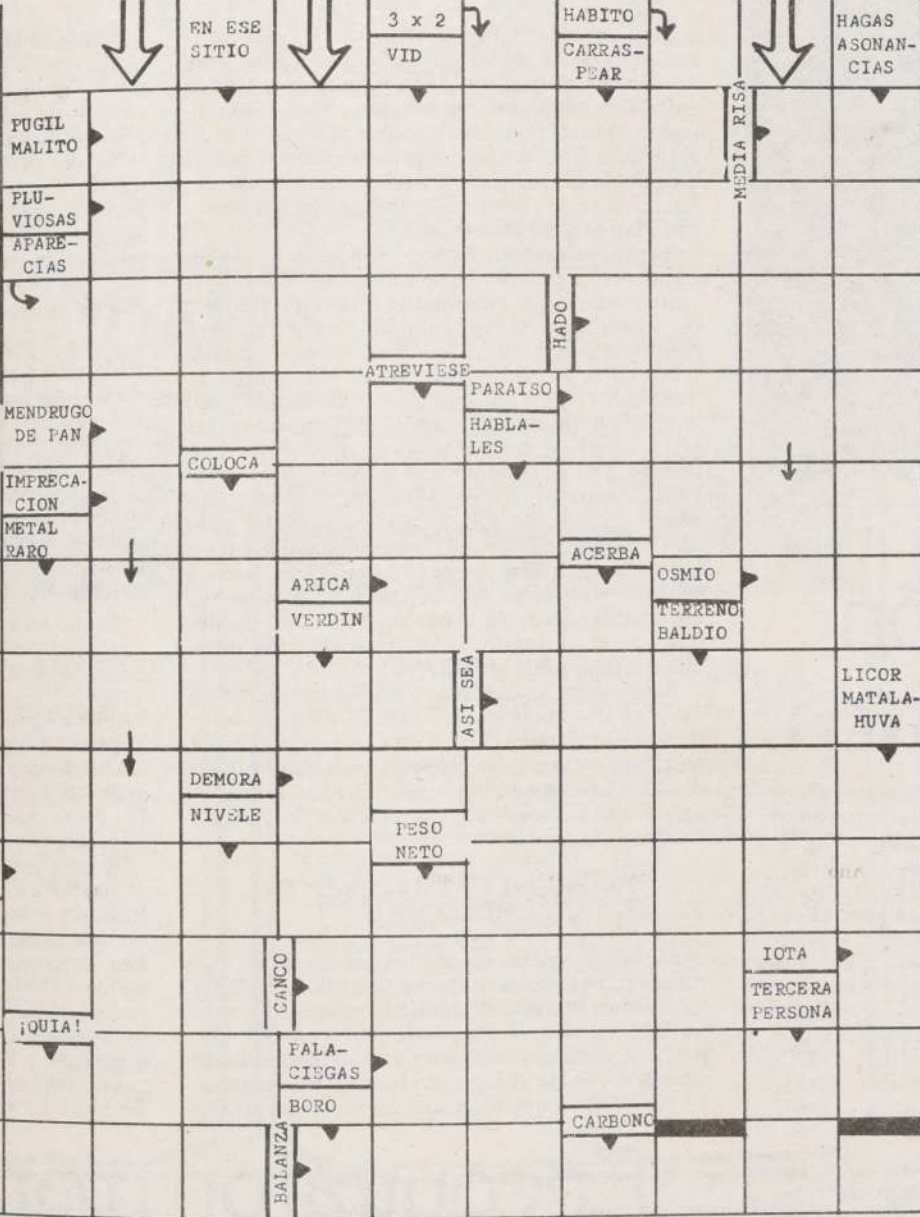 EN ESE
SITIO
3 x 2
VID
HABITO
CARRAS-
PEAR
HAGAS
ASONAN-
CIAS
PUGIL
MALITO
MEDIA RISA
PLU-
VIOSAS
APARE-
CIAS
HADO
ATREVIESE
PARAISO
HABLA-
LES
MENDRUGO
DE PAN
COLOCA
IMPRECA-
CION
METAL
RARO
ACERBA
ARICA
VERDIN
OSMIO
TERRENO
BALDIO
ASI SEA
LICOR
MATALA-
HUVA
DEMORA
NIVELE
PESO
NETO
CANCO
IOTA
TERCERA
PERSONA
¡QUIA!
PALA-
CIEGAS
BORO
CARBONO
BALANZA